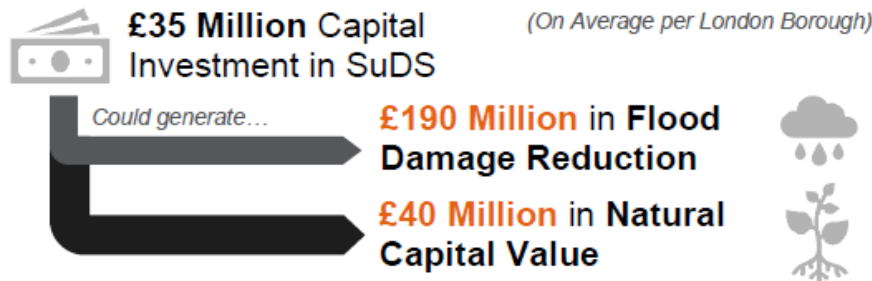 £35 Million Capital
Investment in SuDS
(On Average per London Borough)
Could generate...
£190 Million in Flood
Damage Reduction
£40 Million in Natural
Capital Value